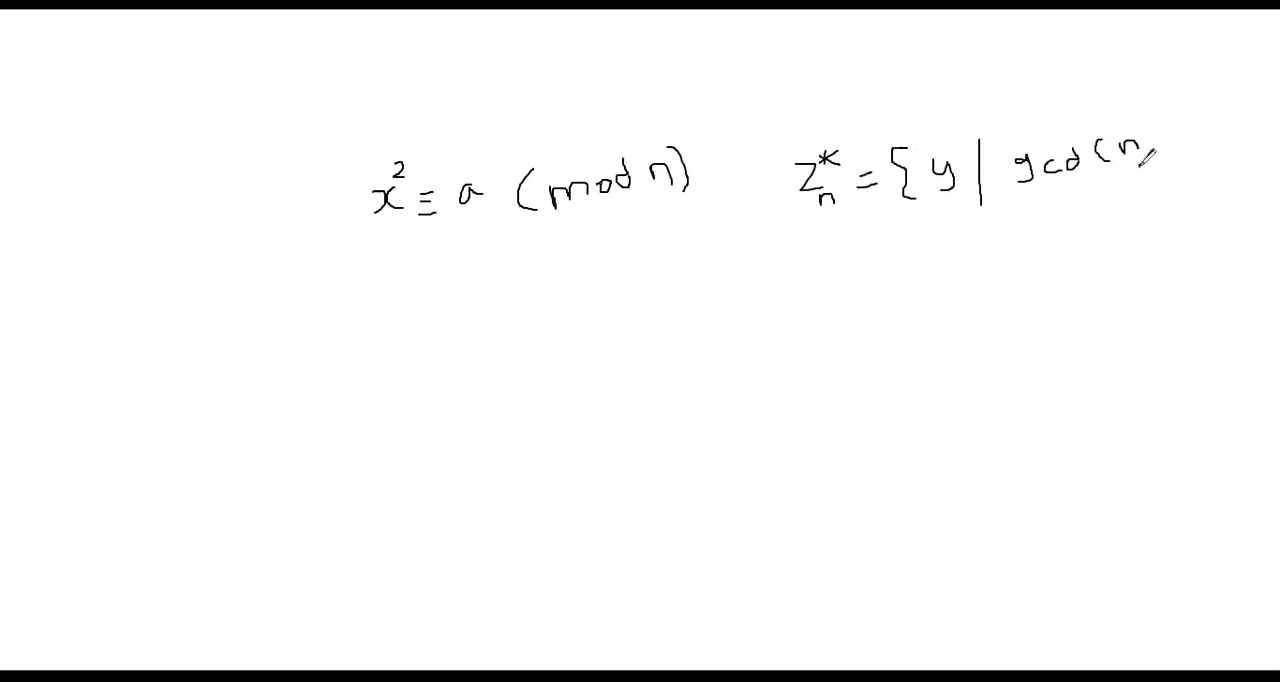 x² ≡ a (mod n) Z*ₙ = { y | gcd (n,